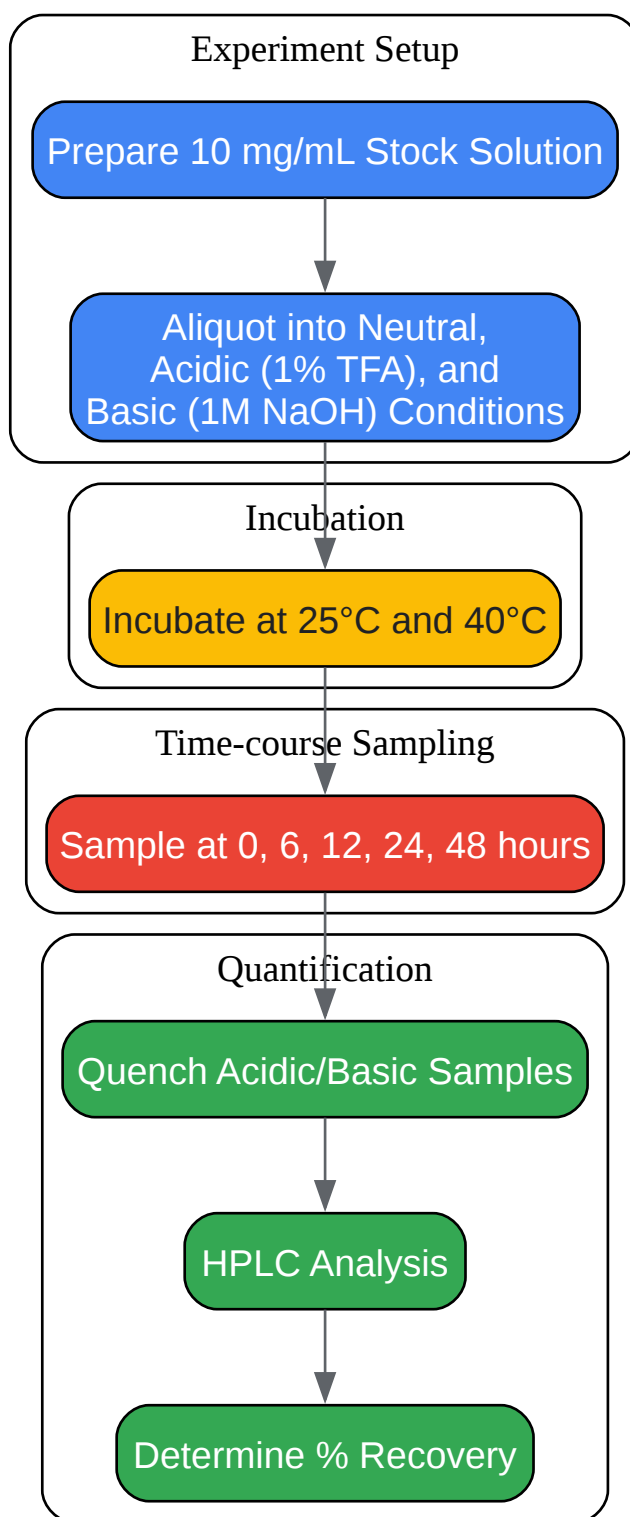 Experiment Setup
Prepare 10 mg/mL Stock Solution
Aliquot into Neutral,
Acidic (1% TFA), and
Basic (1M NaOH) Conditions
Incubation
Incubate at 25°C and 40°C
Time-course Sampling
Sample at 0, 6, 12, 24, 48 hours
Quantification
Quench Acidic/Basic Samples
HPLC Analysis
Determine % Recovery